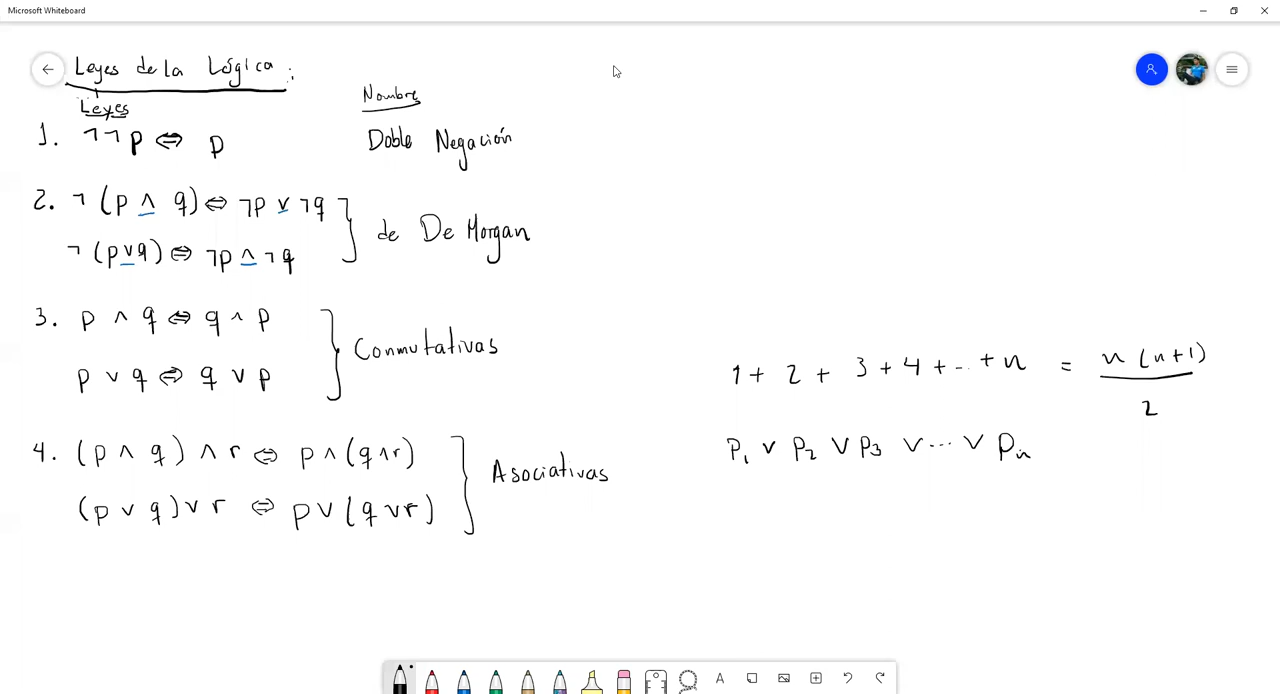 Microsoft Whiteboard
Leyes de la Lógica:
Leyes
Nombre
1. ¬¬p ⇔ p Doble Negación
2. ¬(p ∧ q) ⇔ ¬p ∨ ¬q
¬(p∨q) ⇔ ¬p ∧ ¬q
de De Morgan
3. p ∧ q ⇔ q ∧ p
p ∨ q ⇔ q ∨ p
Conmutativas
4. (p ∧ q) ∧ r ⇔ p∧(q∧r)
(p ∨ q)∨ r ⇔ p∨(q∨r)
Asociativas
1 + 2 + 3 + 4 + … + n = n(n+1)
2
p₁ ∨ p₂ ∨ p₃ ∨ ⋯ ∨ pₙ
A